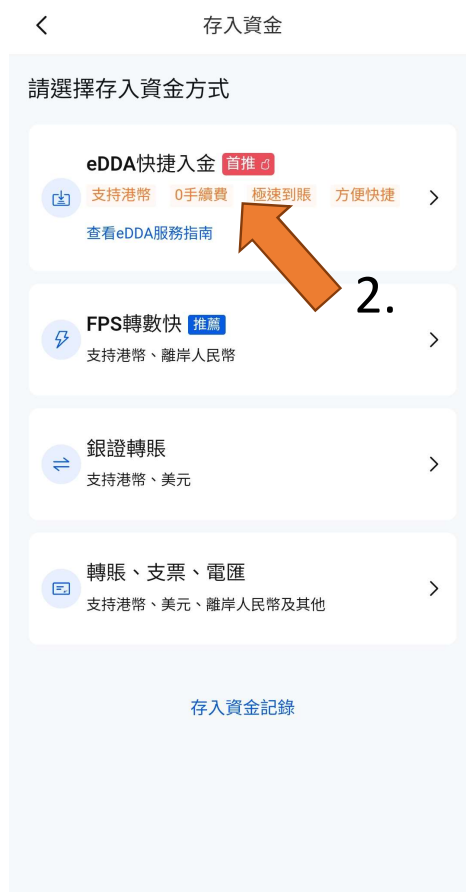 存入資金
請選擇存入資金方式
eDDA快捷入金 首推
支持港幣 0手續費 極速到賬 方便快捷
查看eDDA服務指南
2.
FPS轉數快 推薦
支持港幣、離岸人民幣
銀證轉賬
支持港幣、美元
轉賬、支票、電匯
支持港幣、美元、離岸人民幣及其他
存入資金記錄